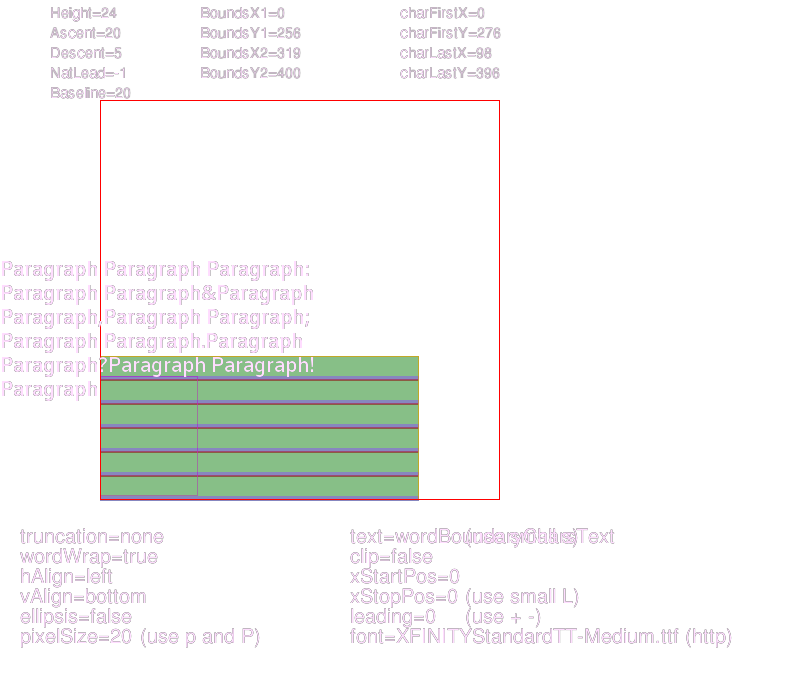 Height=24 BoundsX1=0 charFirstX=0
Ascent=20 BoundsY1=256 charFirstY=276
Descent=5 BoundsX2=319 charLastX=98
NatLead=-1 BoundsY2=400 charLastY=396
Baseline=20
Paragraph Paragraph Paragraph:
Paragraph Paragraph&Paragraph
Paragraph,Paragraph Paragraph;
Paragraph Paragraph.Paragraph
Paragraph?Paragraph Paragraph!
Paragraph
truncation=none text=wordBoundaryCharsText
wordWrap=true clip=false
hAlign=left xStartPos=0
vAlign=bottom xStopPos=0 (use small L)
ellipsis=false leading=0 (use + -)
pixelSize=20 (use p and P) font=XFINITYStandardTT-Medium.ttf (http)